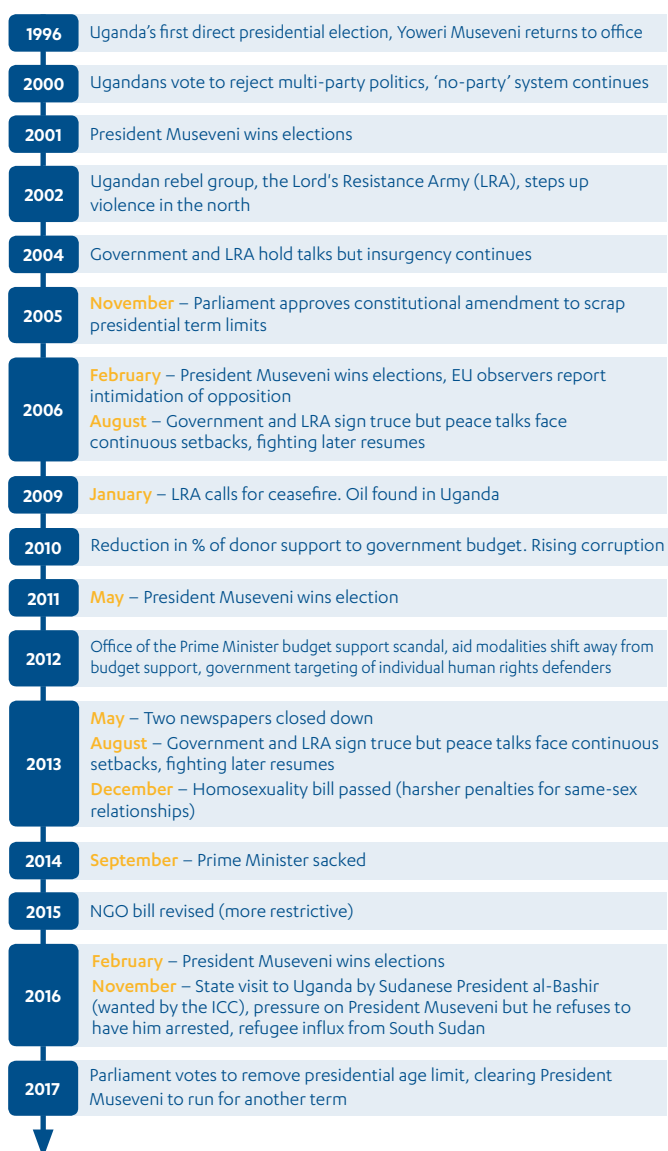 1996
Uganda’s first direct presidential election, Yoweri Museveni returns to office
2000
Ugandans vote to reject multi-party politics, ‘no-party’ system continues
2001
President Museveni wins elections
2002
Ugandan rebel group, the Lord’s Resistance Army (LRA), steps up
violence in the north
2004
Government and LRA hold talks but insurgency continues
2005
November – Parliament approves constitutional amendment to scrap
presidential term limits
2006
February – President Museveni wins elections, EU observers report
intimidation of opposition
August – Government and LRA sign truce but peace talks face
continuous setbacks, fighting later resumes
2009
January – LRA calls for ceasefire. Oil found in Uganda
2010
Reduction in % of donor support to government budget. Rising corruption
2011
May – President Museveni wins election
2012
Office of the Prime Minister budget support scandal, aid modalities shift away from
budget support, government targeting of individual human rights defenders
2013
May – Two newspapers closed down
August – Government and LRA sign truce but peace talks face continuous
setbacks, fighting later resumes
December – Homosexuality bill passed (harsher penalties for same-sex
relationships)
2014
September – Prime Minister sacked
2015
NGO bill revised (more restrictive)
2016
February – President Museveni wins elections
November – State visit to Uganda by Sudanese President al-Bashir
(wanted by the ICC), pressure on President Museveni but he refuses to
have him arrested, refugee influx from South Sudan
2017
Parliament votes to remove presidential age limit, clearing President
Museveni to run for another term